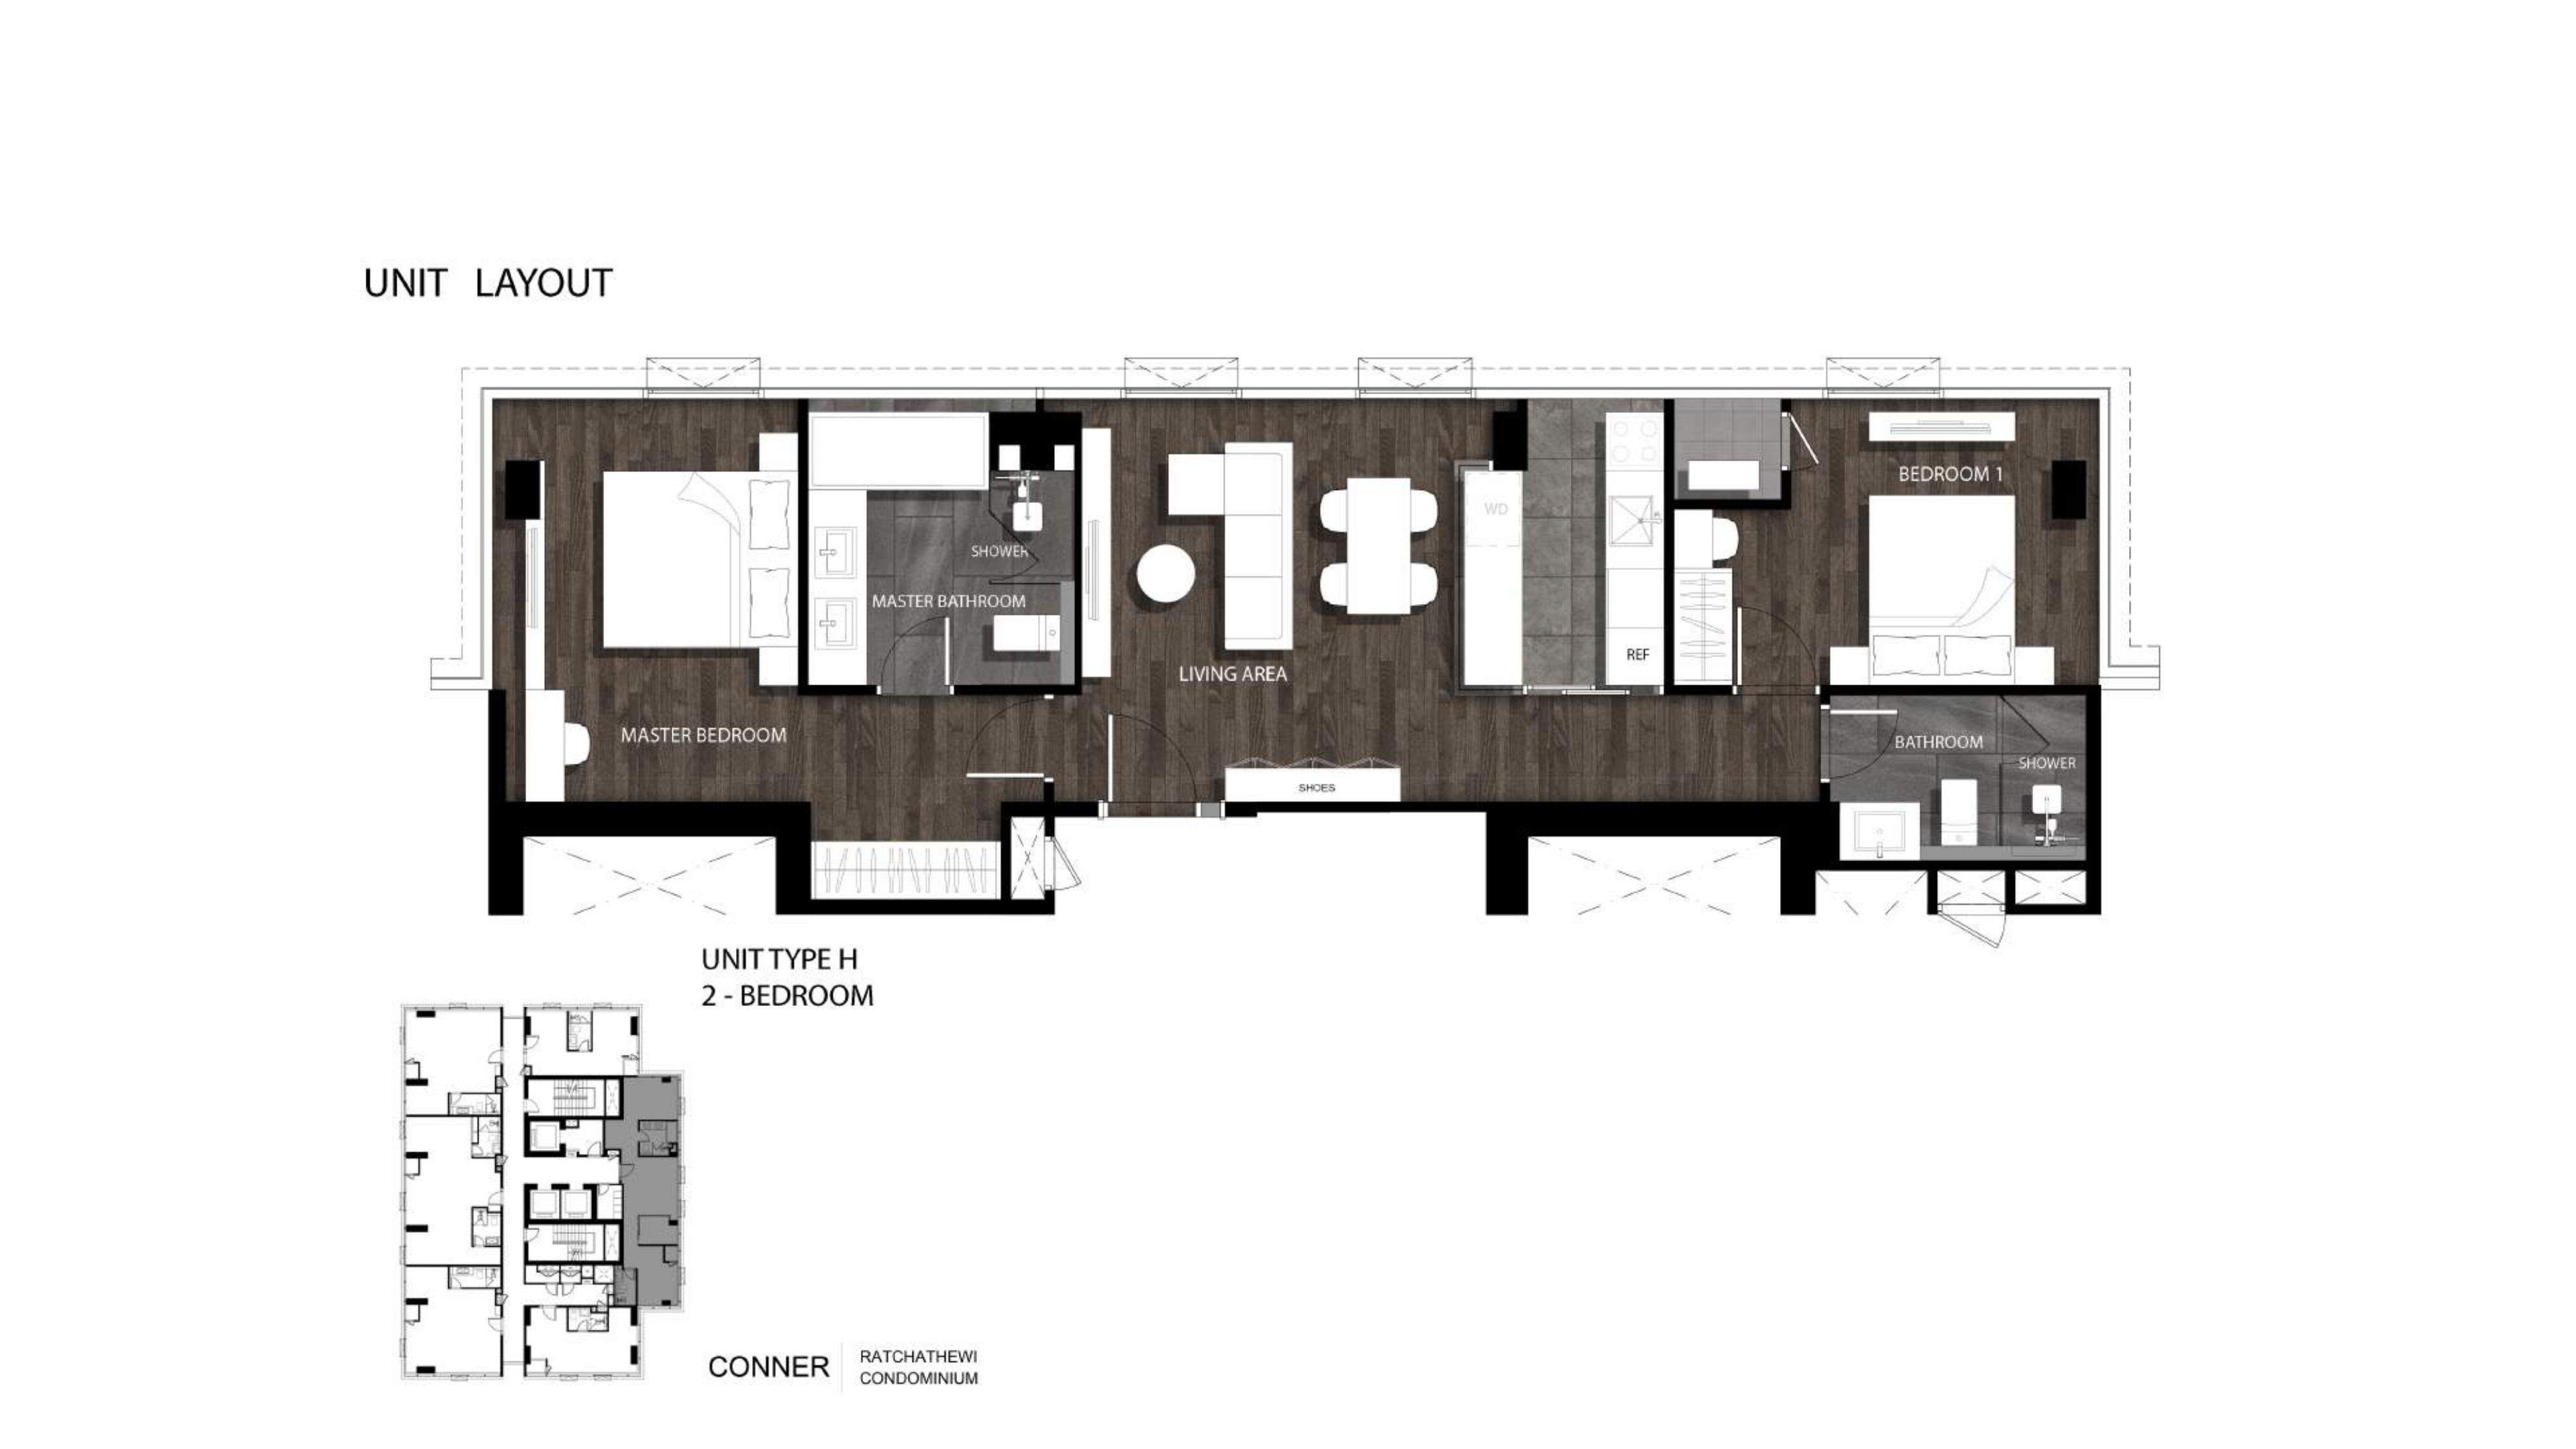 UNIT LAYOUT
BEDROOM 1
WD
SHOWER
MASTER BATHROOM
REF
LIVING AREA
MASTER BEDROOM
BATHROOM
SHOWER
SHOES
UNIT TYPE H
2 - BEDROOM
CONNER
RATCHATHEWI
CONDOMINIUM